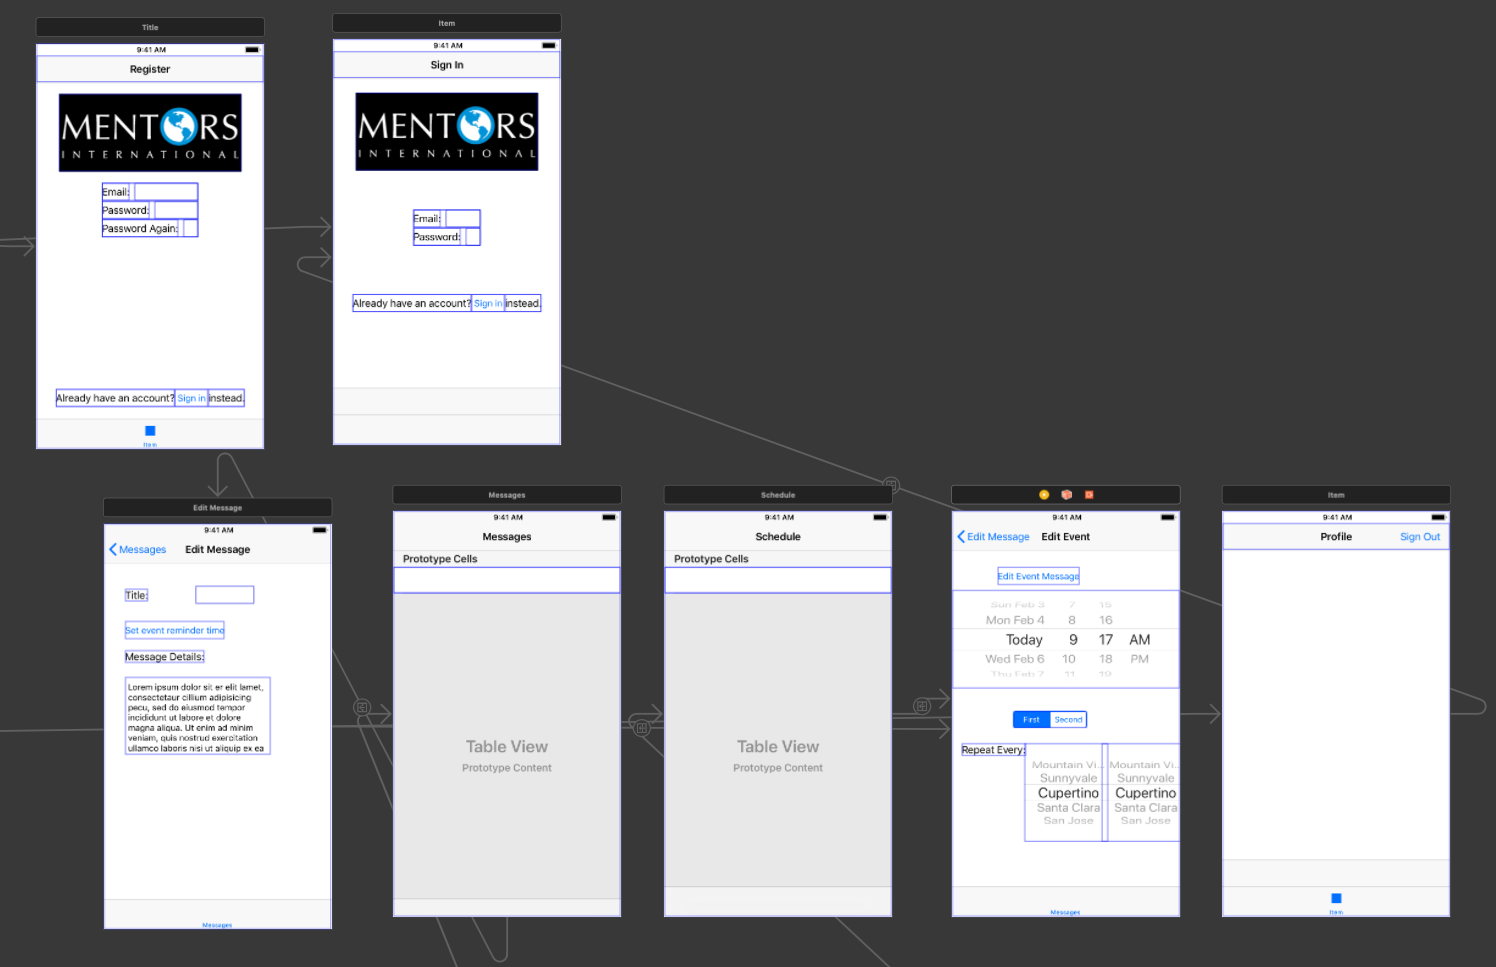 Title
9:41 AM
Register
MENTORS
INTERNATIONAL
Email:
Password:
Password Again:
Already have an account? Sign in instead.
Item
Item
9:41 AM
Sign In
MENTORS
INTERNATIONAL
Email:
Password:
Already have an account? Sign in instead.
Edit Message
9:41 AM
Messages Edit Message
Title:
Set event reminder time
Message Details:
Lorem ipsum dolor sit er elit lamet,
consectetaur cillium adipisicing
pecu, sed do eiusmod tempor
incididunt ut labore et dolore
magna aliqua. Ut enim ad minim
veniam, quis nostrud exercitation
ullamco laboris nisi ut aliquip ex ea
Messages
Messages
9:41 AM
Messages
Prototype Cells
Table View
Prototype Content
Schedule
9:41 AM
Schedule
Prototype Cells
Table View
Prototype Content
9:41 AM
Edit Message Edit Event
Edit Event Message
Sun Feb 3 7 15
Mon Feb 4 8 16
Today 9 17 AM
Wed Feb 6 10 18 PM
Thu Feb 7 11 19
First Second
Repeat Every:
Mountain Vi... Mountain Vi...
Sunnyvale Sunnyvale
Cupertino Cupertino
Santa Clara Santa Clara
San Jose San Jose
Messages
Item
9:41 AM
Profile Sign Out
Item